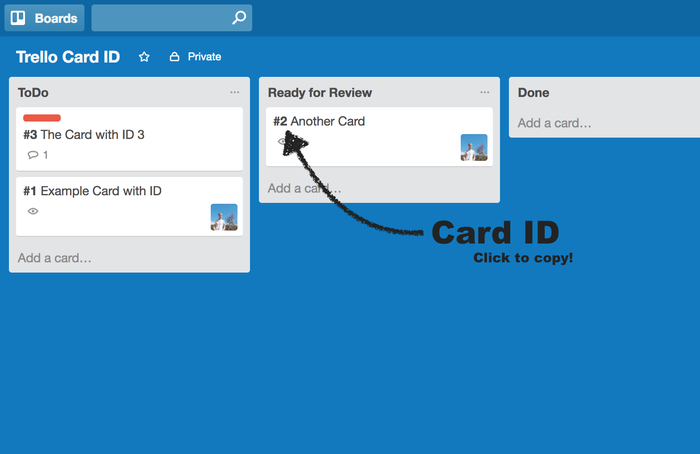 Boards
Trello Card ID
Private
ToDo
#3 The Card with ID 3
1
#1 Example Card with ID
Add a card…
Ready for Review
#2 Another Card
Add a card…
Done
Add a card…
Card ID
Click to copy!